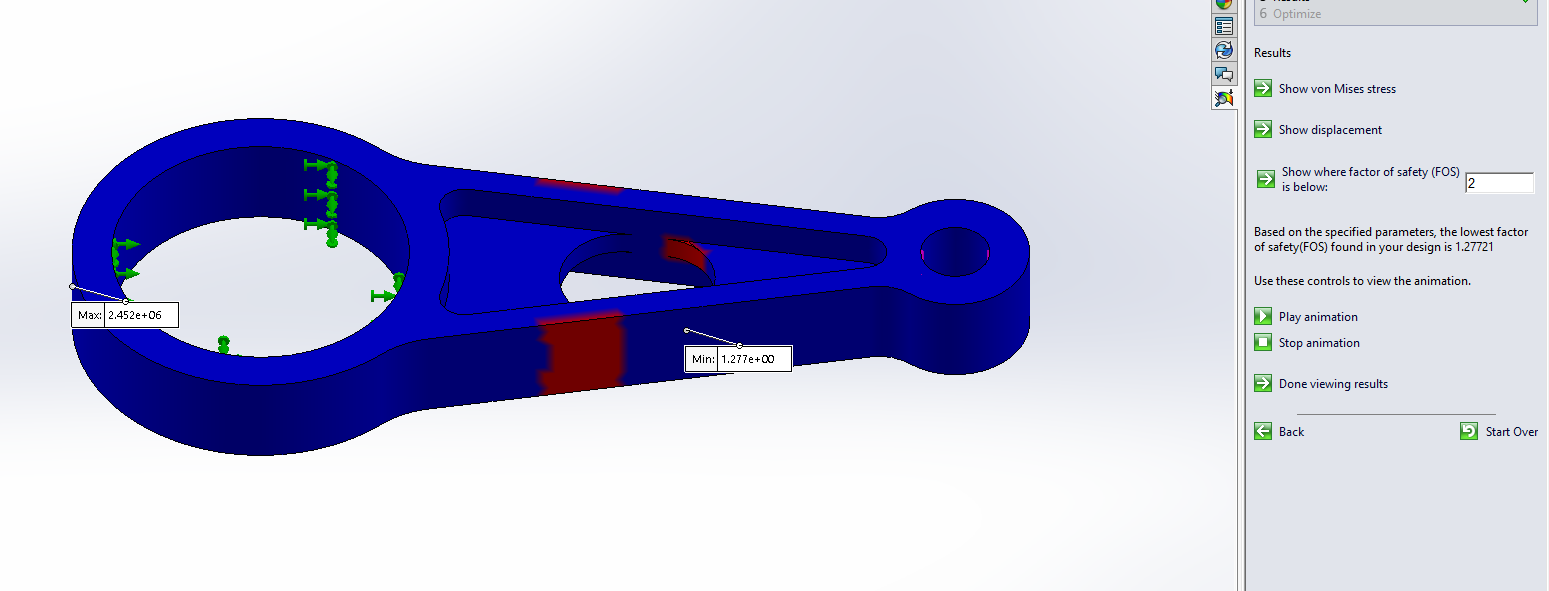 6 Optimize
Results
Show von Mises stress
Show displacement
Show where factor of safety (FOS)
is below:
2
Based on the specified parameters, the lowest factor
of safety(FOS) found in your design is 1.27721
Use these controls to view the animation.
Play animation
Stop animation
Done viewing results
Back
Start Over
Max: 2.452e+06
Min: 1.277e+00